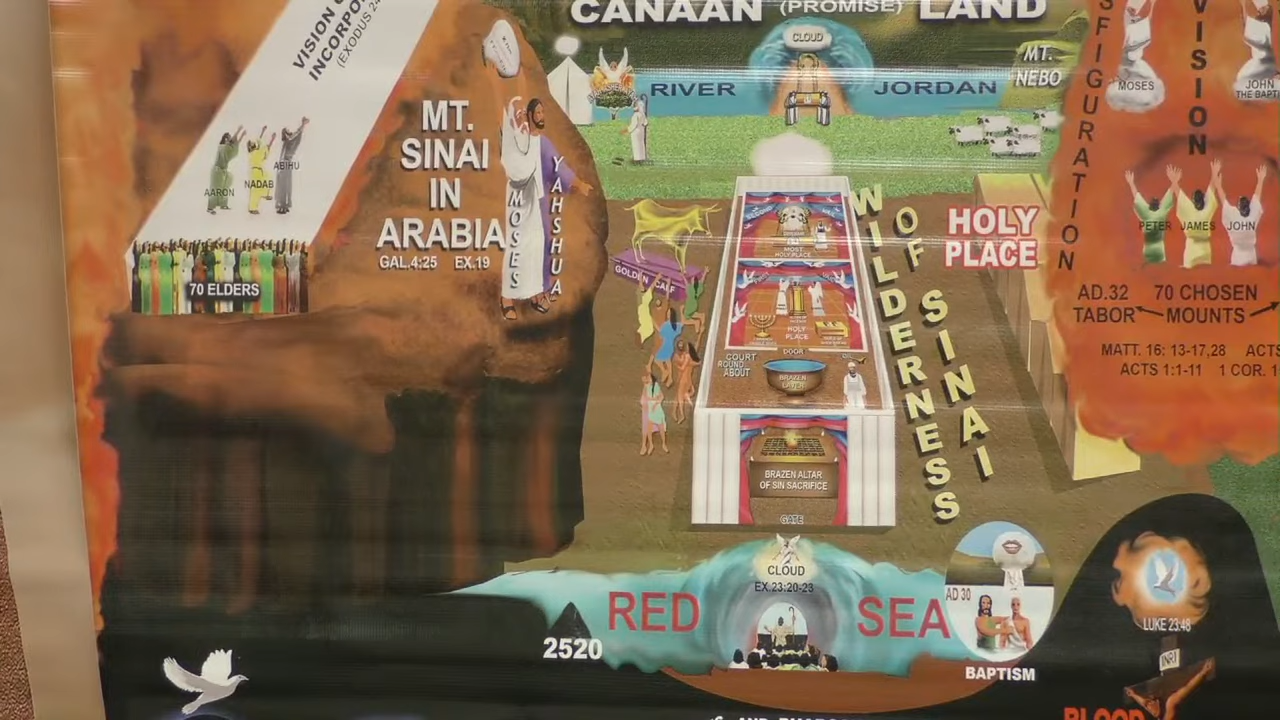 CANAAN (PROMISE) LAND
VISION
INCORPO
(EXODUS 24
CLOUD
MT.
NEBO
RIVER JORDAN
MT.
SINAI
IN
ARABIA
GAL.4:25 EX.19
MOSES
YAHSHUA
AARON
NADAB
ABIHU
70 ELDERS
GOLDEN CALF
MOST
HOLY PLACE
HOLY
PLACE
DOOR
COURT
ROUND
ABOUT
BRAZEN
LAVER
BRAZEN ALTAR
OF SIN SACRIFICE
GATE
WILDERNESS
OF SINAI
HOLY
PLACE
SFIGURATION
VISION
MOSES
JOHN
THE BAPTI
PETER
JAMES
JOHN
AD.32 70 CHOSEN
TABOR MOUNTS
MATT. 16: 13-17,28 ACTS
ACTS 1:1-11 1 COR. 1
CLOUD
EX.23:20-23
RED SEA
2520
AD 30
BAPTISM
LUKE 23:48
INRI
BLOOD